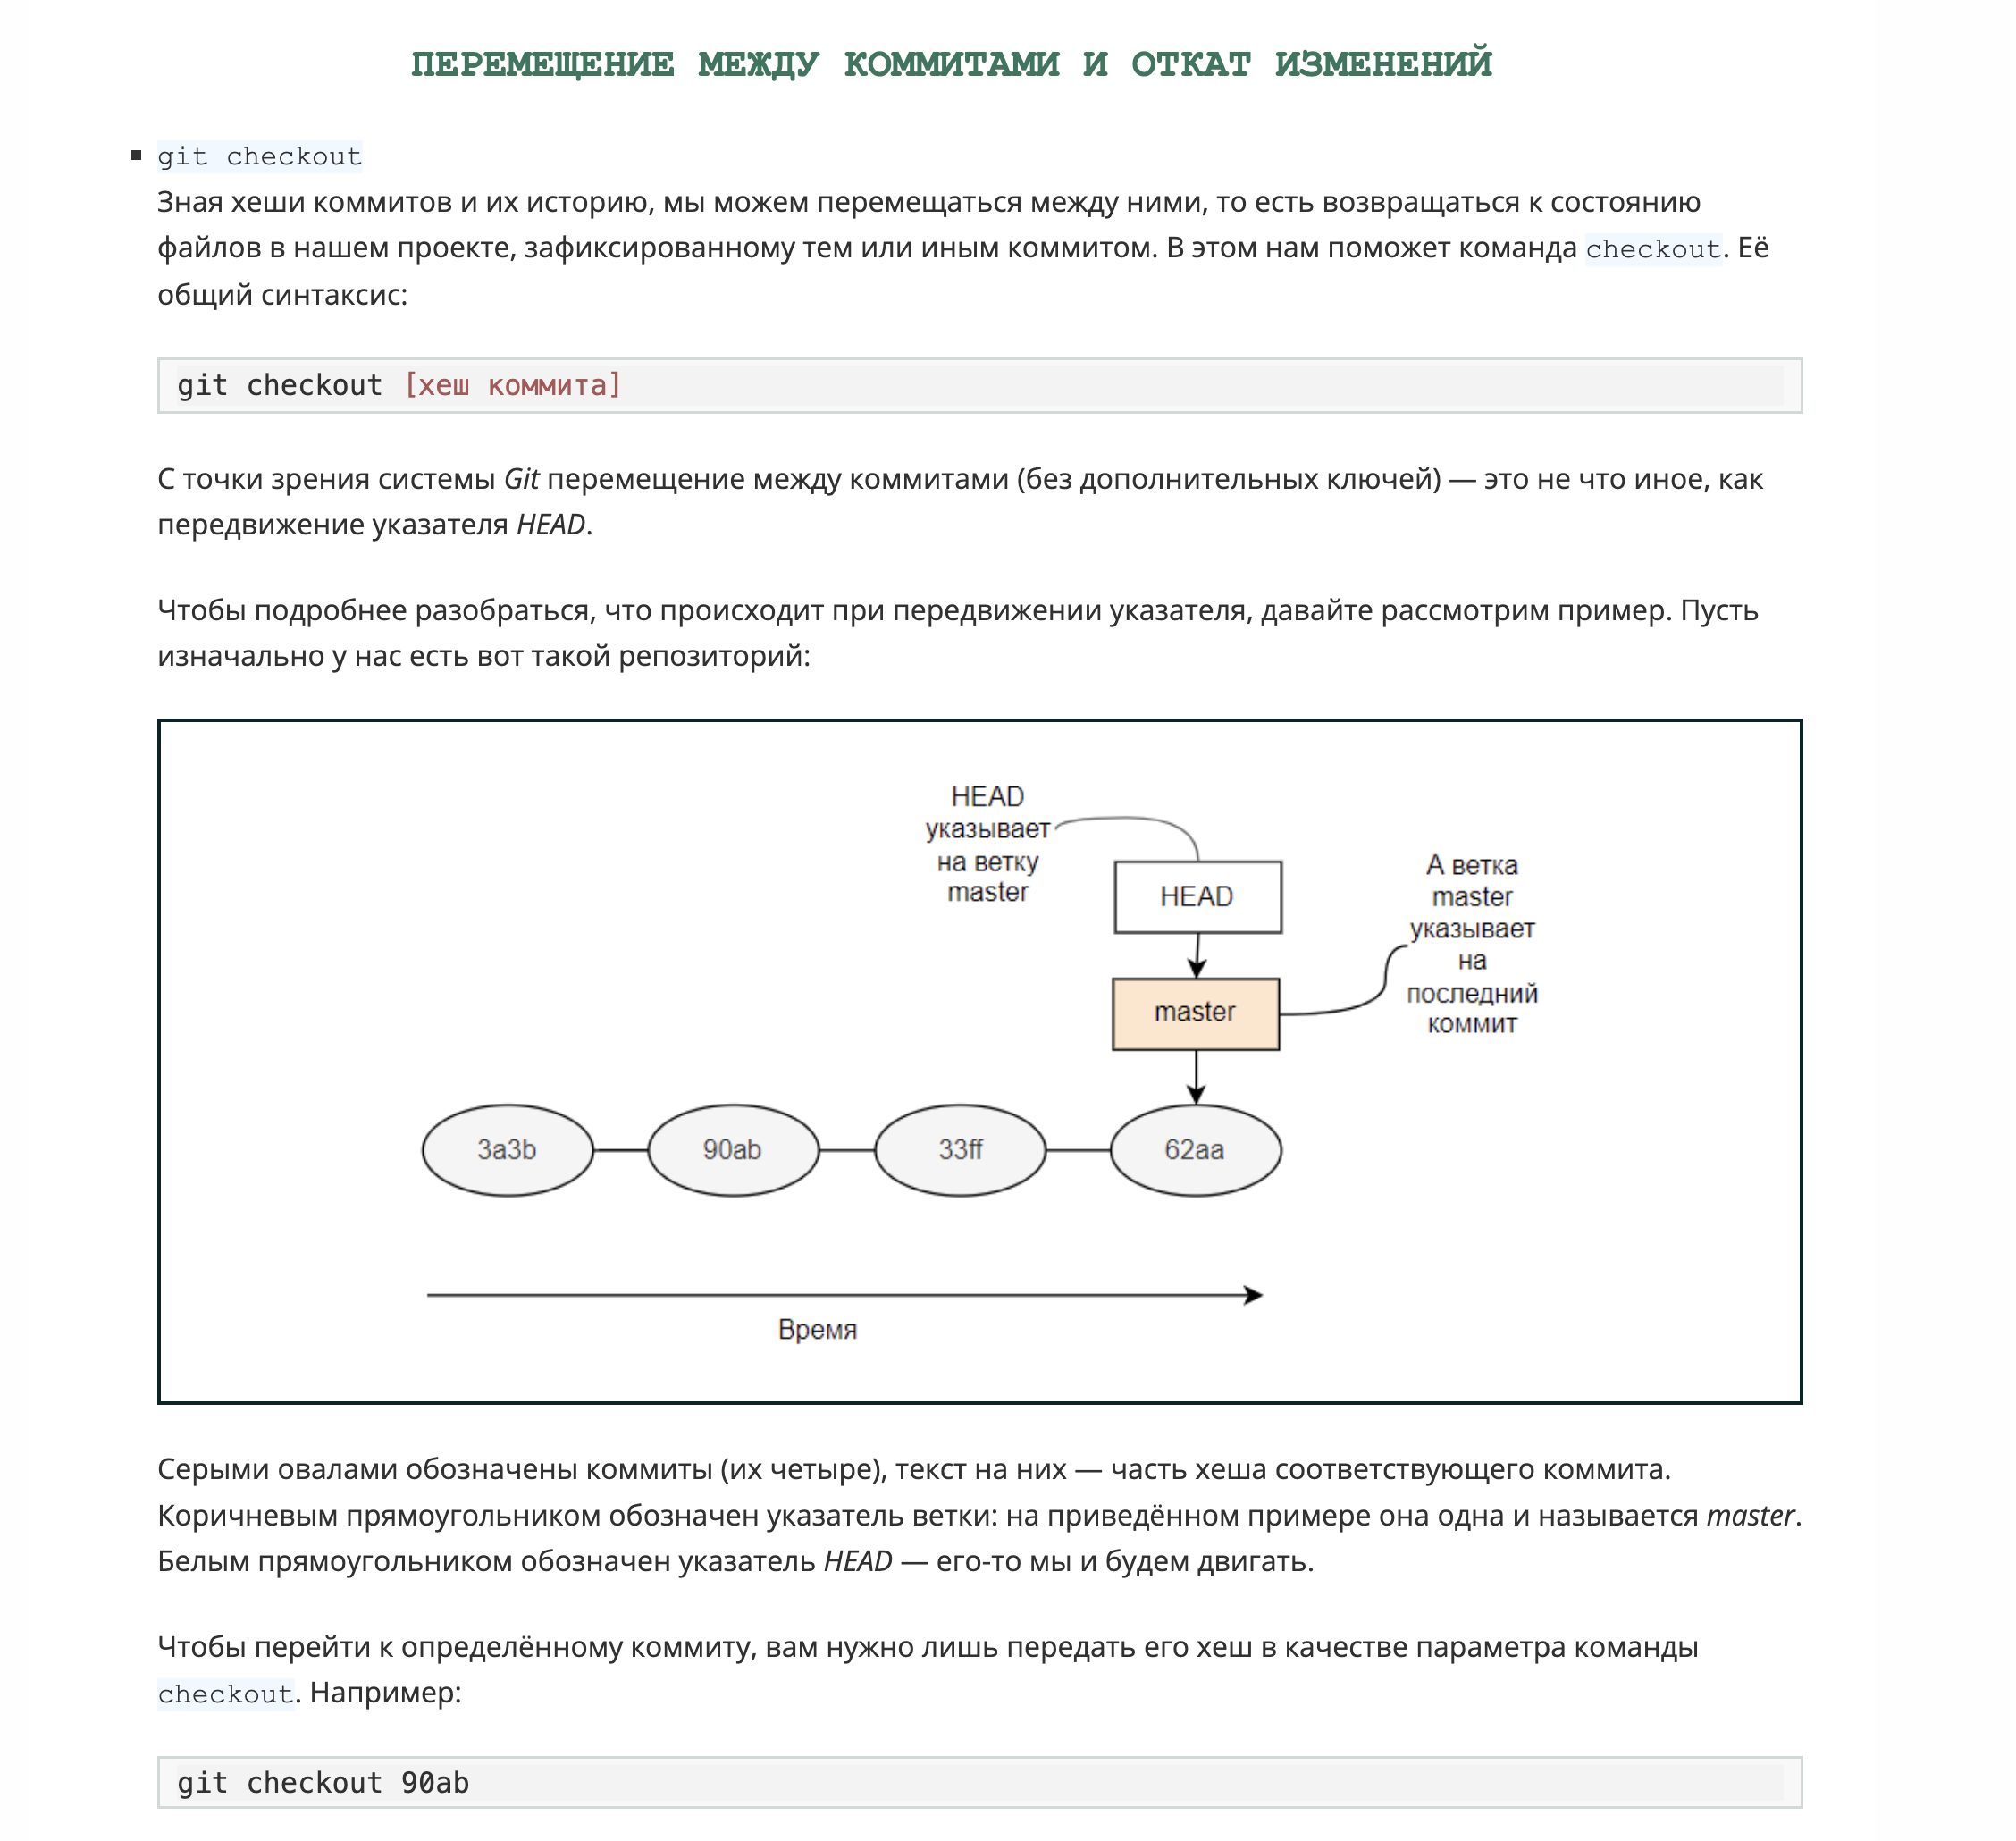 ПЕРЕМЕЩЕНИЕ МЕЖДУ КОММИТАМИ И ОТКАТ ИЗМЕНЕНИЙ
git checkout
Зная хеши коммитов и их историю, мы можем перемещаться между ними, то есть возвращаться к состоянию
файлов в нашем проекте, зафиксированному тем или иным коммитом. В этом нам поможет команда checkout. Её
общий синтаксис:
git checkout [хеш коммита]
С точки зрения системы Git перемещение между коммитами (без дополнительных ключей) — это не что иное, как
передвижение указателя HEAD.
Чтобы подробнее разобраться, что происходит при передвижении указателя, давайте рассмотрим пример. Пусть
изначально у нас есть вот такой репозиторий:
HEAD
указывает
на ветку
master
HEAD
А ветка
master
указывает
на
последний
коммит
master
3a3b
90ab
33ff
62aa
Время
Серыми овалами обозначены коммиты (их четыре), текст на них — часть хеша соответствующего коммита.
Коричневым прямоугольником обозначен указатель ветки: на приведённом примере она одна и называется master.
Белым прямоугольником обозначен указатель HEAD — его-то мы и будем двигать.
Чтобы перейти к определённому коммиту, вам нужно лишь передать его хеш в качестве параметра команды
checkout. Например:
git checkout 90ab